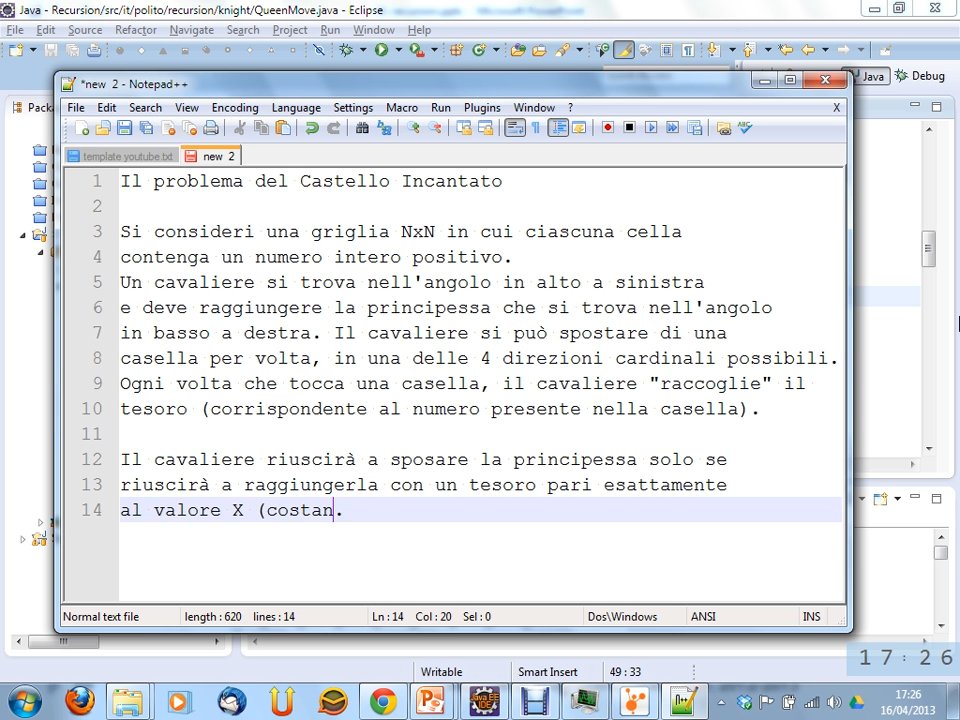 Java - Recursion/src/it/polito/recursion/knight/QueenMove.java - Eclipse
File Edit Source Refactor Navigate Search Project Run Window Help
*new 2 - Notepad++
Java Debug
File Edit Search View Encoding Language Settings Macro Run Plugins Window ? X
Packa
template youtube.txt new 2
1 Il problema del Castello Incantato
2
3 Si consideri una griglia NxN in cui ciascuna cella
4 contenga un numero intero positivo.
5 Un cavaliere si trova nell'angolo in alto a sinistra
6 e deve raggiungere la principessa che si trova nell'angolo
7 in basso a destra. Il cavaliere si può spostare di una
8 casella per volta, in una delle 4 direzioni cardinali possibili.
9 Ogni volta che tocca una casella, il cavaliere "raccoglie" il
10 tesoro (corrispondente al numero presente nella casella).
11
12 Il cavaliere riuscirà a sposare la principessa solo se
13 riuscirà a raggiungerla con un tesoro pari esattamente
14 al valore X (costan.
Normal text file length : 620 lines : 14 Ln : 14 Col : 20 Sel : 0 Dos\Windows ANSI INS
17:26
Writable Smart Insert 49 : 33
17:26
16/04/2013